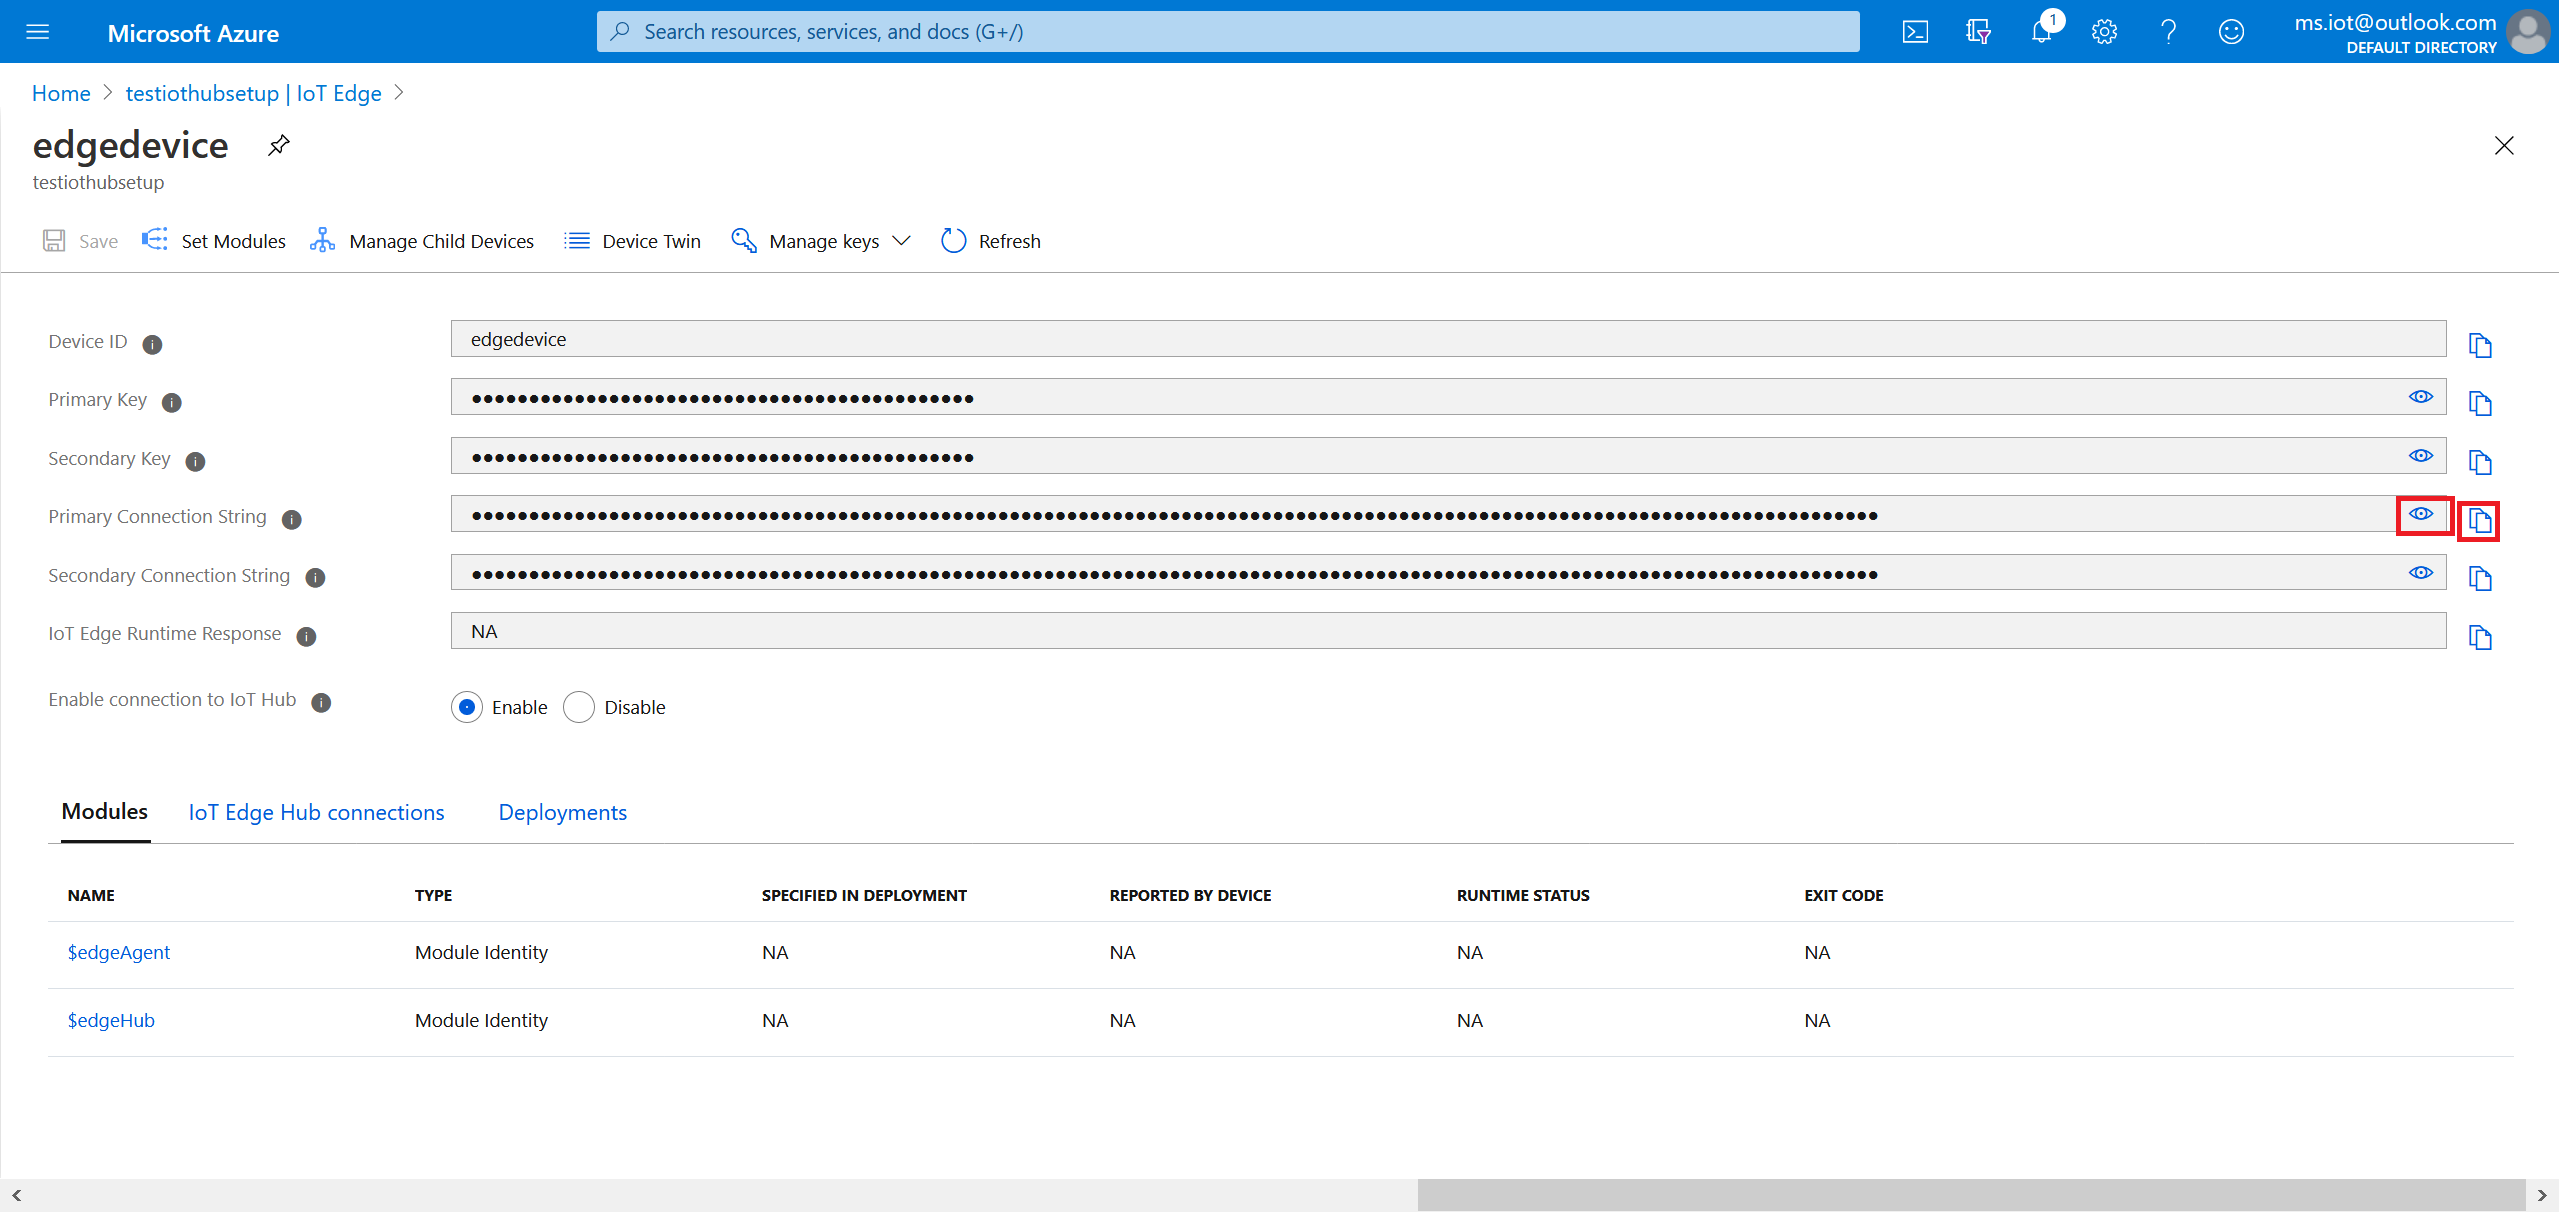 Microsoft Azure
Search resources, services, and docs (G+/)
1
ms.iot@outlook.com
DEFAULT DIRECTORY
Home > testiothubsetup | IoT Edge >
edgedevice
testiothubsetup
Save
Set Modules
Manage Child Devices
Device Twin
Manage keys
Refresh
Device ID
edgedevice
Primary Key
Secondary Key
Primary Connection String
Secondary Connection String
IoT Edge Runtime Response
NA
Enable connection to IoT Hub
Enable
Disable
Modules
IoT Edge Hub connections
Deployments
NAME TYPE SPECIFIED IN DEPLOYMENT REPORTED BY DEVICE RUNTIME STATUS EXIT CODE
$edgeAgent Module Identity NA NA NA NA
$edgeHub Module Identity NA NA NA NA